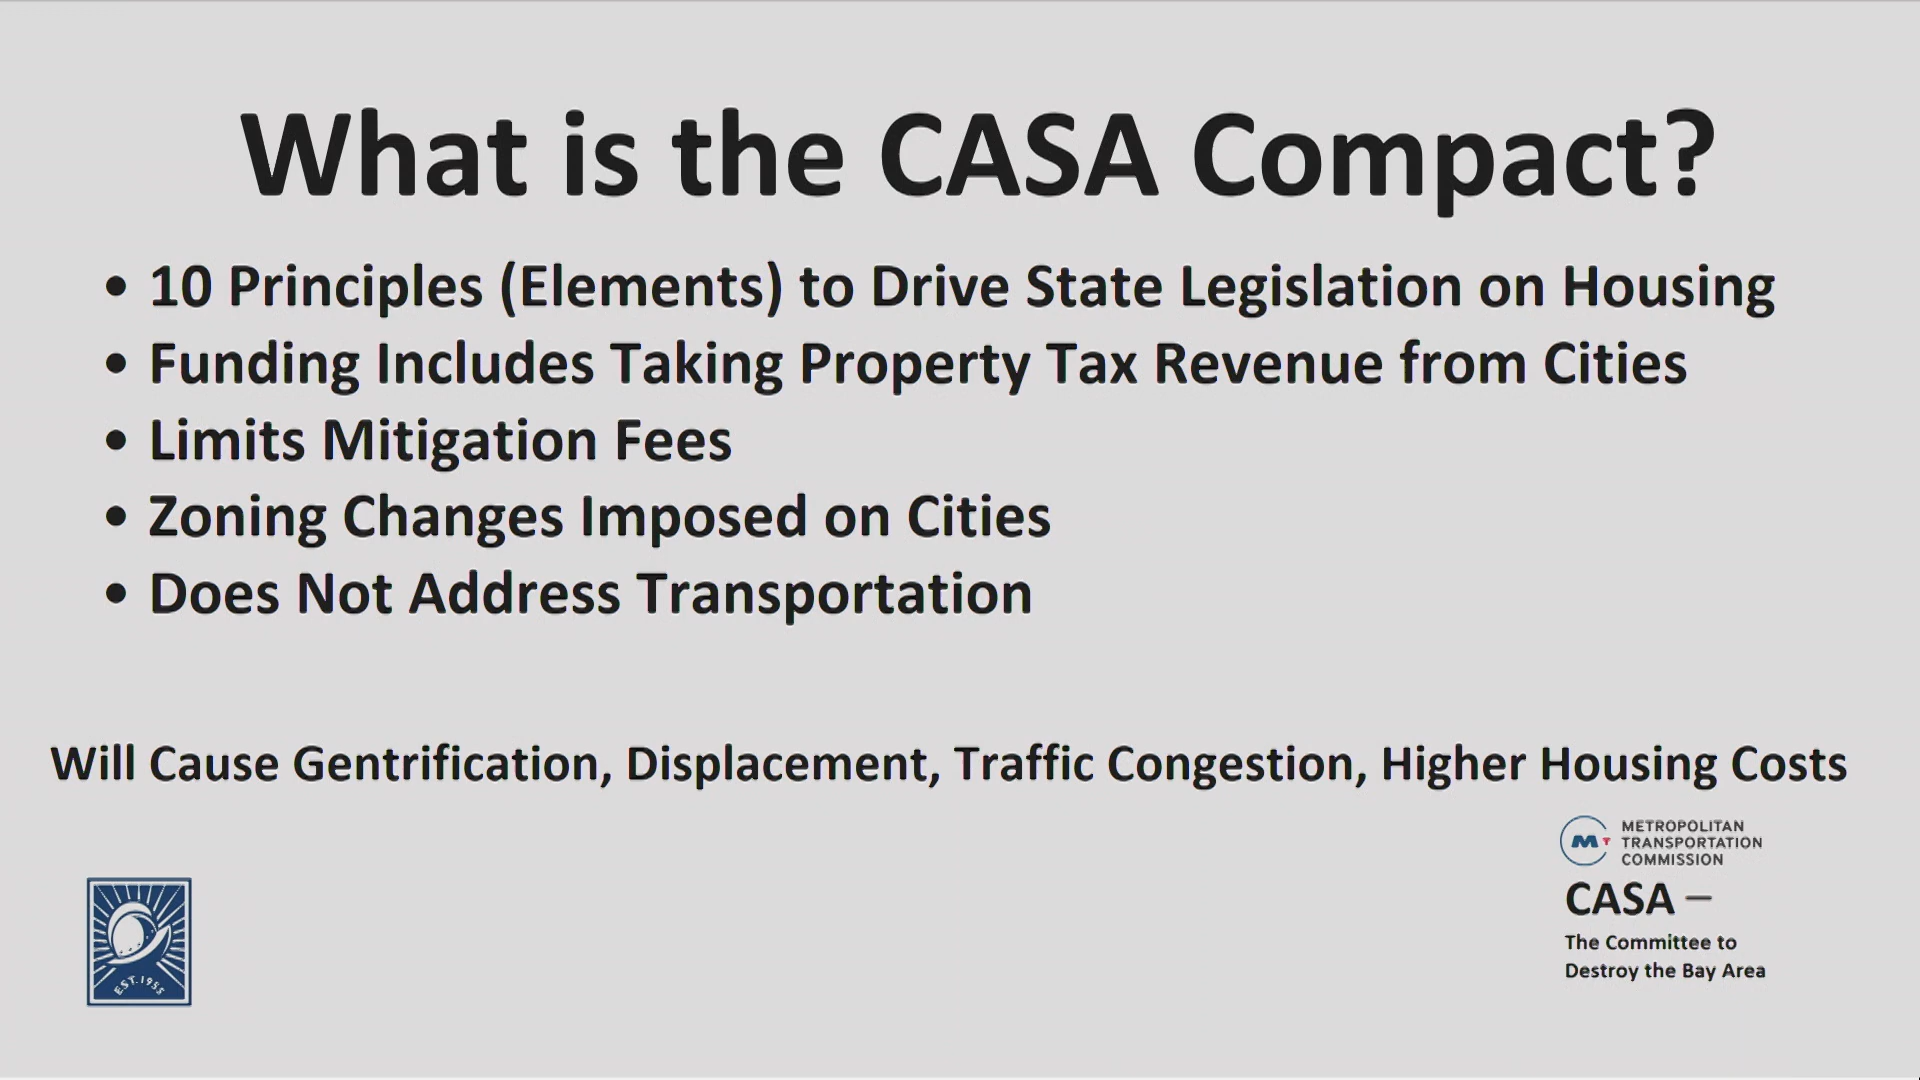 What is the CASA Compact?
• 10 Principles (Elements) to Drive State Legislation on Housing
• Funding Includes Taking Property Tax Revenue from Cities
• Limits Mitigation Fees
• Zoning Changes Imposed on Cities
• Does Not Address Transportation
Will Cause Gentrification, Displacement, Traffic Congestion, Higher Housing Costs
MT METROPOLITAN
TRANSPORTATION
COMMISSION
CASA –
The Committee to
Destroy the Bay Area
EST. 1955